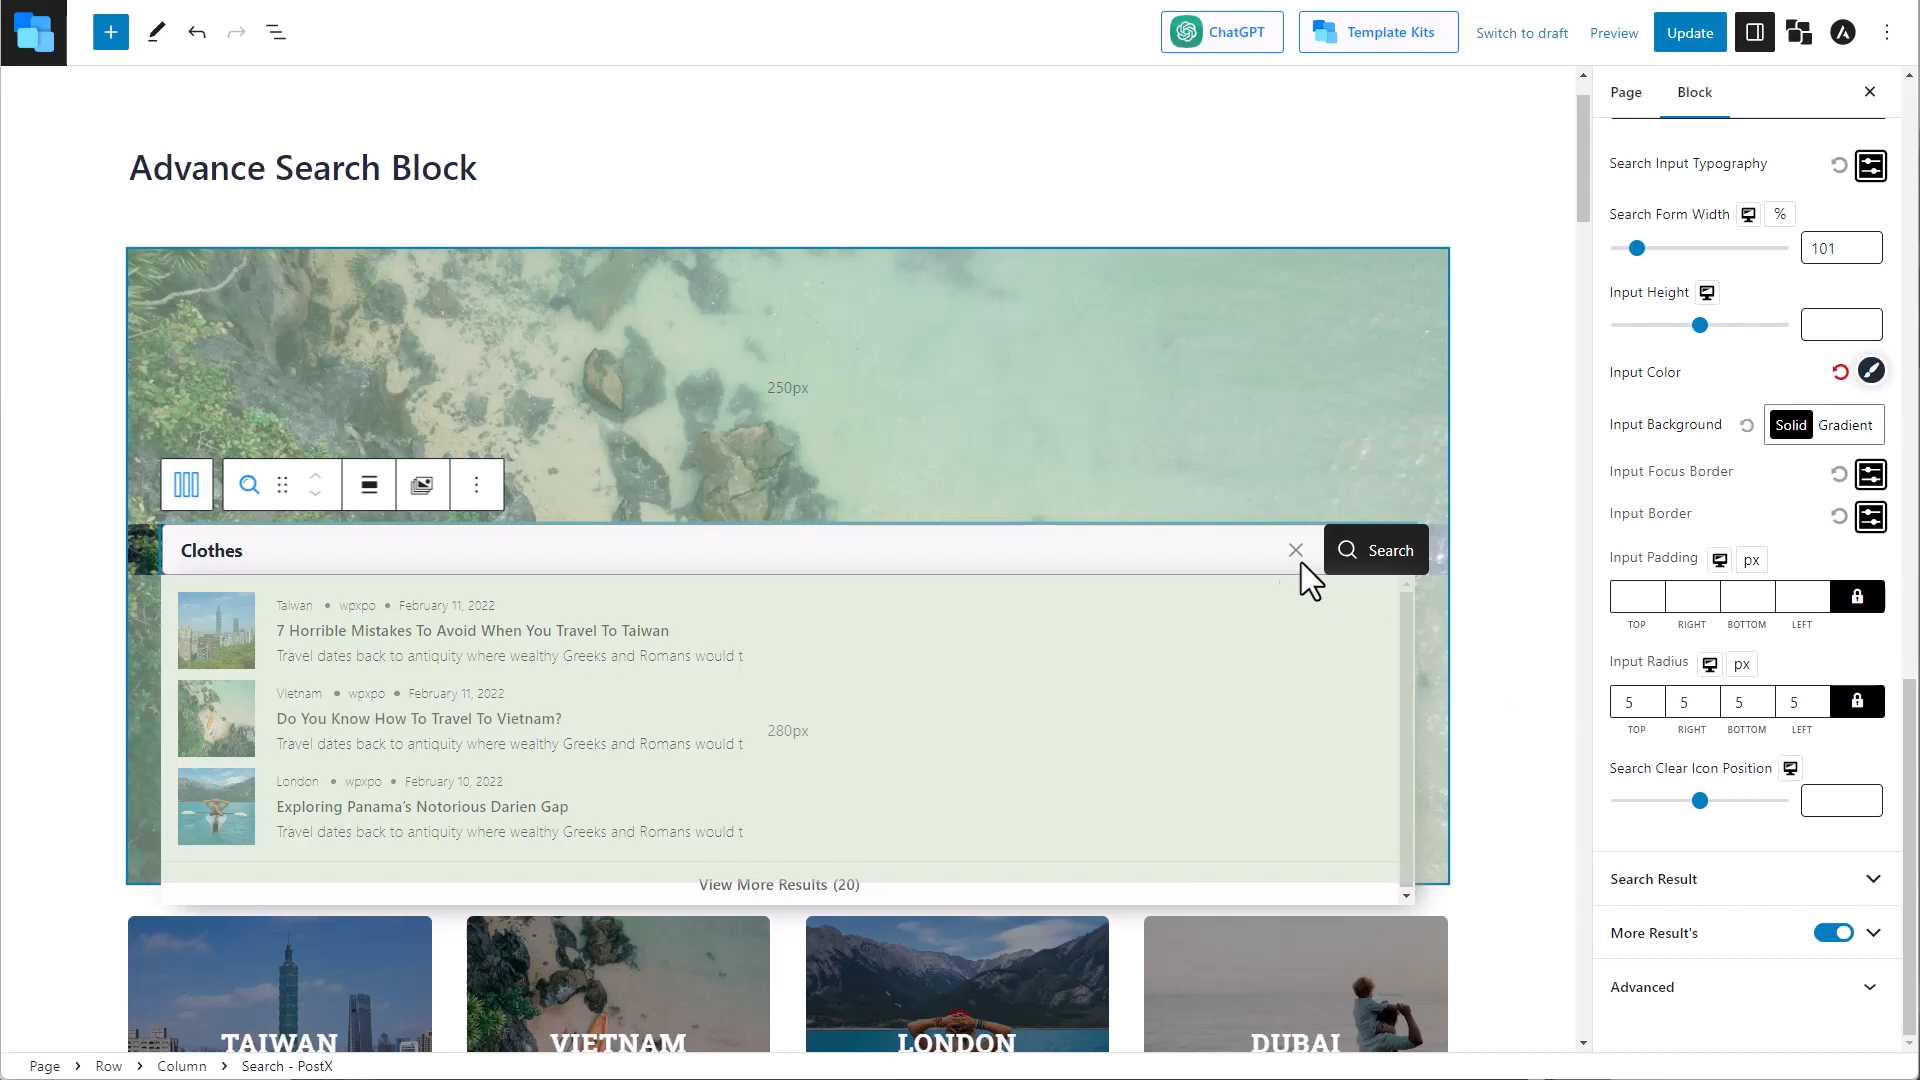 ChatGPT
Template Kits
Switch to draft
Preview
Update
Page
Block
Advance Search Block
250px
Clothes
Search
Taiwan • wpxpo • February 11, 2022
7 Horrible Mistakes To Avoid When You Travel To Taiwan
Travel dates back to antiquity where wealthy Greeks and Romans would t
Vietnam • wpxpo • February 11, 2022
Do You Know How To Travel To Vietnam?
Travel dates back to antiquity where wealthy Greeks and Romans would t
280px
London • wpxpo • February 10, 2022
Exploring Panama's Notorious Darien Gap
Travel dates back to antiquity where wealthy Greeks and Romans would t
View More Results (20)
TAIWAN
VIETNAM
LONDON
DUBAI
Search Input Typography
Search Form Width
%
101
Input Height
Input Color
Input Background
Solid Gradient
Input Focus Border
Input Border
Input Padding
px
TOP RIGHT BOTTOM LEFT
Input Radius
px
5 5 5 5
TOP RIGHT BOTTOM LEFT
Search Clear Icon Position
Search Result
More Result's
Advanced
Page > Row > Column > Search - PostX